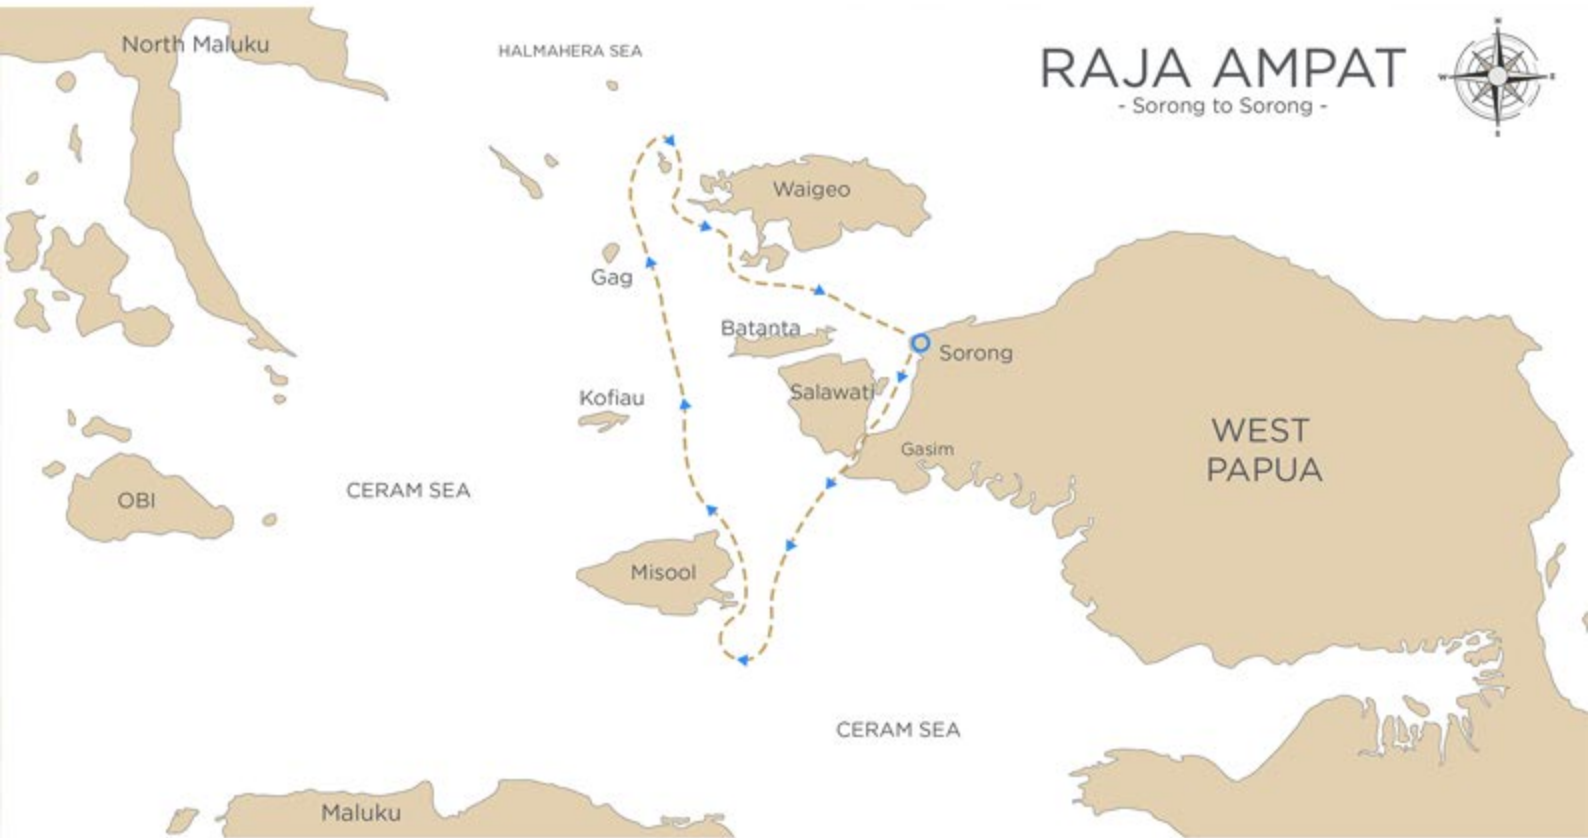 North Maluku
HALMAHERA SEA
RAJA AMPAT
- Sorong to Sorong -
N
W
E
S
Waigeo
Gag
Batanta
Sorong
Salawati
Kofiau
Gasim
WEST
PAPUA
CERAM SEA
OBI
Misool
CERAM SEA
Maluku